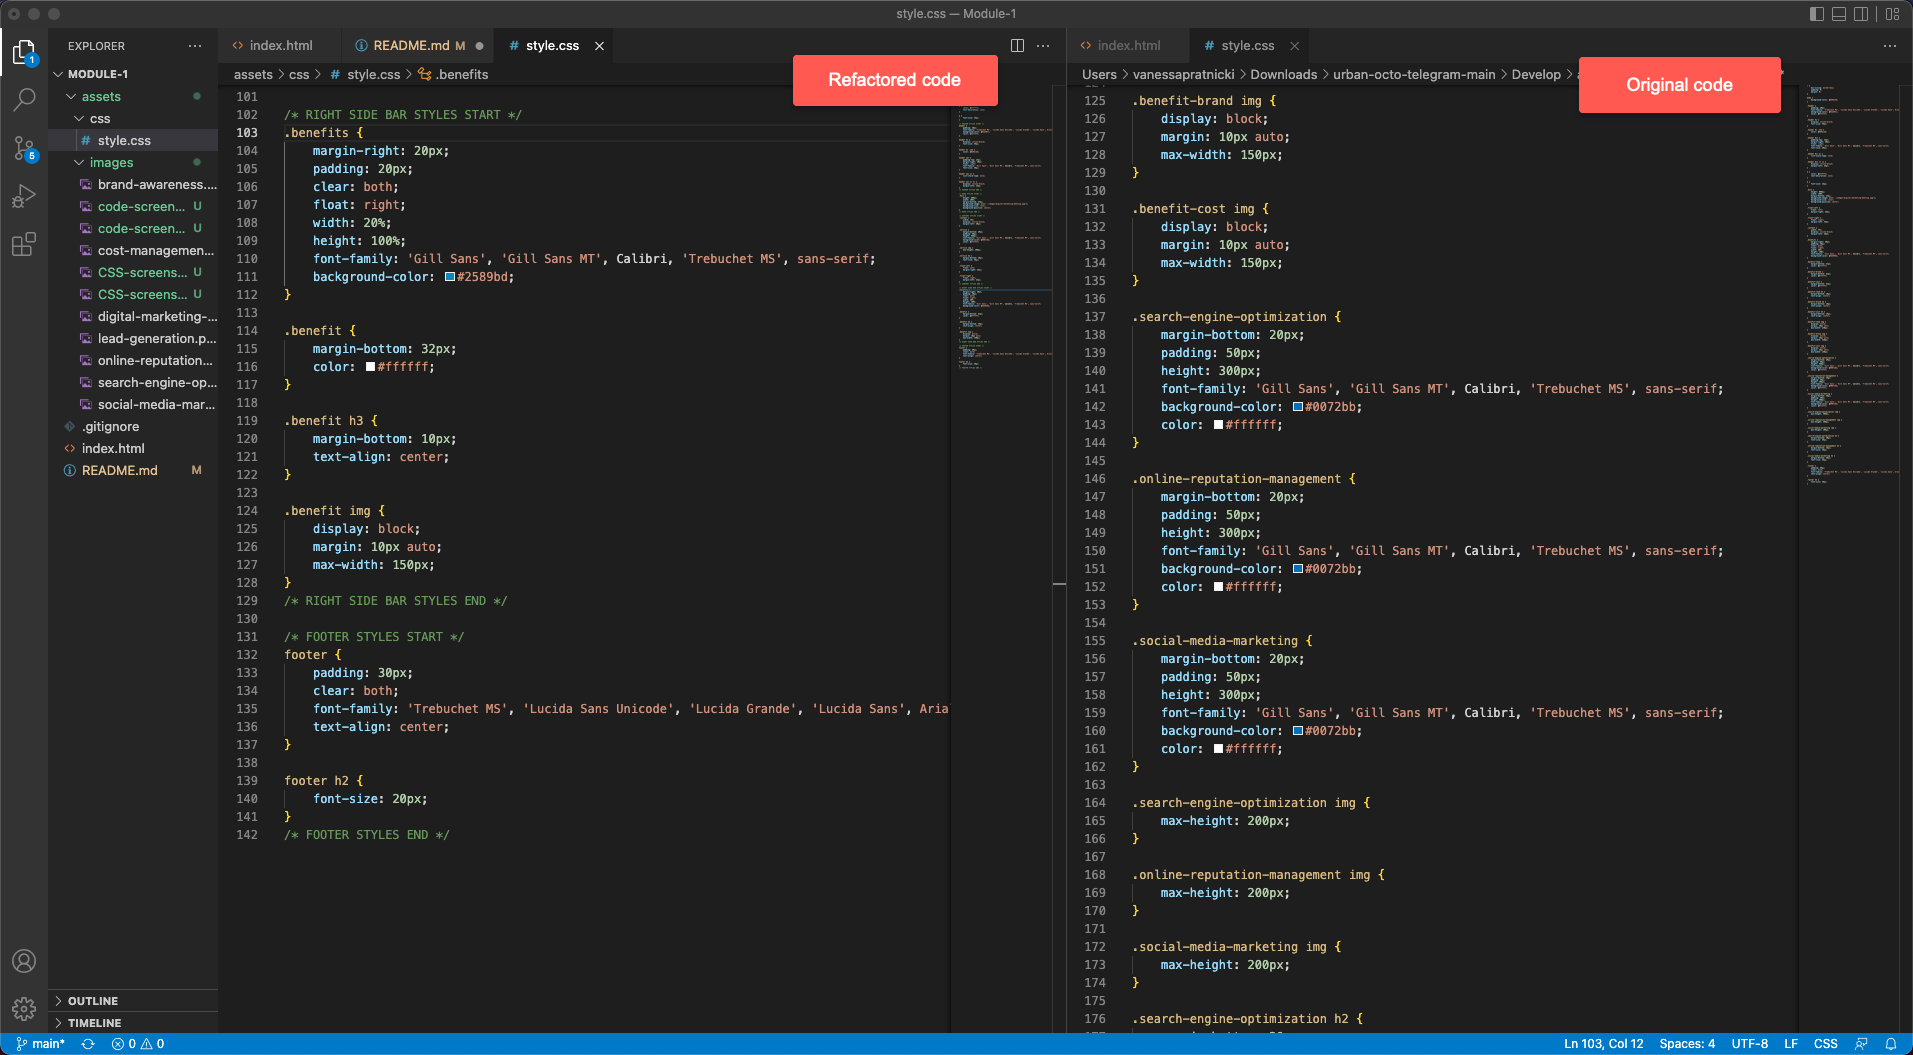 style.css — Module-1
EXPLORER
MODULE-1
assets
css
# style.css
images
brand-awareness....
code-screen... U
code-screen... U
cost-managemen...
CSS-screens... U
CSS-screens... U
digital-marketing-...
lead-generation.p...
online-reputation...
search-engine-op...
social-media-mar...
.gitignore
index.html
README.md M
OUTLINE
TIMELINE
1
5
index.html
README.md M
# style.css
assets > css > # style.css > .benefits
Refactored code
101
102 /* RIGHT SIDE BAR STYLES START */
103 .benefits {
104 margin-right: 20px;
105 padding: 20px;
106 clear: both;
107 float: right;
108 width: 20%;
109 height: 100%;
110 font-family: 'Gill Sans', 'Gill Sans MT', Calibri, 'Trebuchet MS', sans-serif;
111 background-color: #2589bd;
112 }
113
114 .benefit {
115 margin-bottom: 32px;
116 color: #ffffff;
117 }
118
119 .benefit h3 {
120 margin-bottom: 10px;
121 text-align: center;
122 }
123
124 .benefit img {
125 display: block;
126 margin: 10px auto;
127 max-width: 150px;
128 }
129 /* RIGHT SIDE BAR STYLES END */
130
131 /* FOOTER STYLES START */
132 footer {
133 padding: 30px;
134 clear: both;
135 font-family: 'Trebuchet MS', 'Lucida Sans Unicode', 'Lucida Grande', 'Lucida Sans', Aria
136 text-align: center;
137 }
138
139 footer h2 {
140 font-size: 20px;
141 }
142 /* FOOTER STYLES END */
index.html
# style.css
Users > vanessapratnicki > Downloads > urban-octo-telegram-main > Develop >
Original code
125 .benefit-brand img {
126 display: block;
127 margin: 10px auto;
128 max-width: 150px;
129 }
130
131 .benefit-cost img {
132 display: block;
133 margin: 10px auto;
134 max-width: 150px;
135 }
136
137 .search-engine-optimization {
138 margin-bottom: 20px;
139 padding: 50px;
140 height: 300px;
141 font-family: 'Gill Sans', 'Gill Sans MT', Calibri, 'Trebuchet MS', sans-serif;
142 background-color: #0072bb;
143 color: #ffffff;
144 }
145
146 .online-reputation-management {
147 margin-bottom: 20px;
148 padding: 50px;
149 height: 300px;
150 font-family: 'Gill Sans', 'Gill Sans MT', Calibri, 'Trebuchet MS', sans-serif;
151 background-color: #0072bb;
152 color: #ffffff;
153 }
154
155 .social-media-marketing {
156 margin-bottom: 20px;
157 padding: 50px;
158 height: 300px;
159 font-family: 'Gill Sans', 'Gill Sans MT', Calibri, 'Trebuchet MS', sans-serif;
160 background-color: #0072bb;
161 color: #ffffff;
162 }
163
164 .search-engine-optimization img {
165 max-height: 200px;
166 }
167
168 .online-reputation-management img {
169 max-height: 200px;
170 }
171
172 .social-media-marketing img {
173 max-height: 200px;
174 }
175
176 .search-engine-optimization h2 {
main* 0 0
Ln 103, Col 12 Spaces: 4 UTF-8 LF CSS